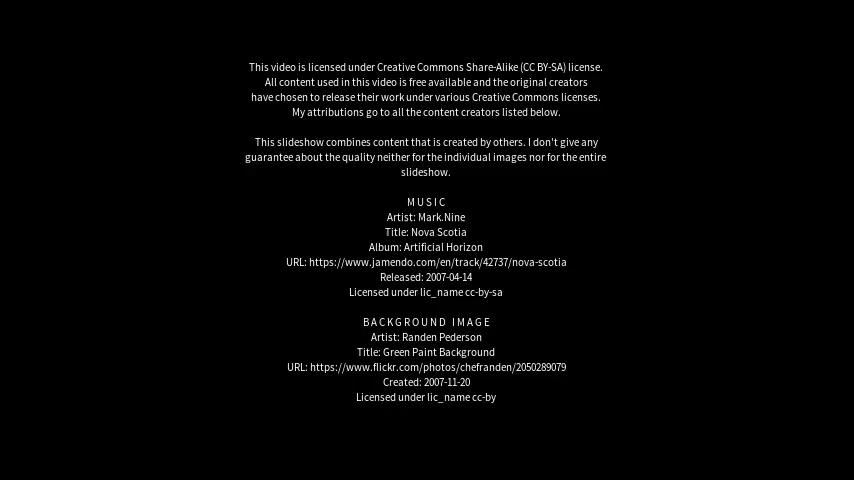 This video is licensed under Creative Commons Share-Alike (CC BY-SA) license.
All content used in this video is free available and the original creators
have chosen to release their work under various Creative Commons licenses.
My attributions go to all the content creators listed below.
This slideshow combines content that is created by others. I don't give any
guarantee about the quality neither for the individual images nor for the entire
slideshow.
M U S I C
Artist: Mark.Nine
Title: Nova Scotia
Album: Artificial Horizon
URL: https://www.jamendo.com/en/track/42737/nova-scotia
Released: 2007-04-14
Licensed under lic_name cc-by-sa
B A C K G R O U N D   I M A G E
Artist: Randen Pederson
Title: Green Paint Background
URL: https://www.flickr.com/photos/chefranden/2050289079
Created: 2007-11-20
Licensed under lic_name cc-by